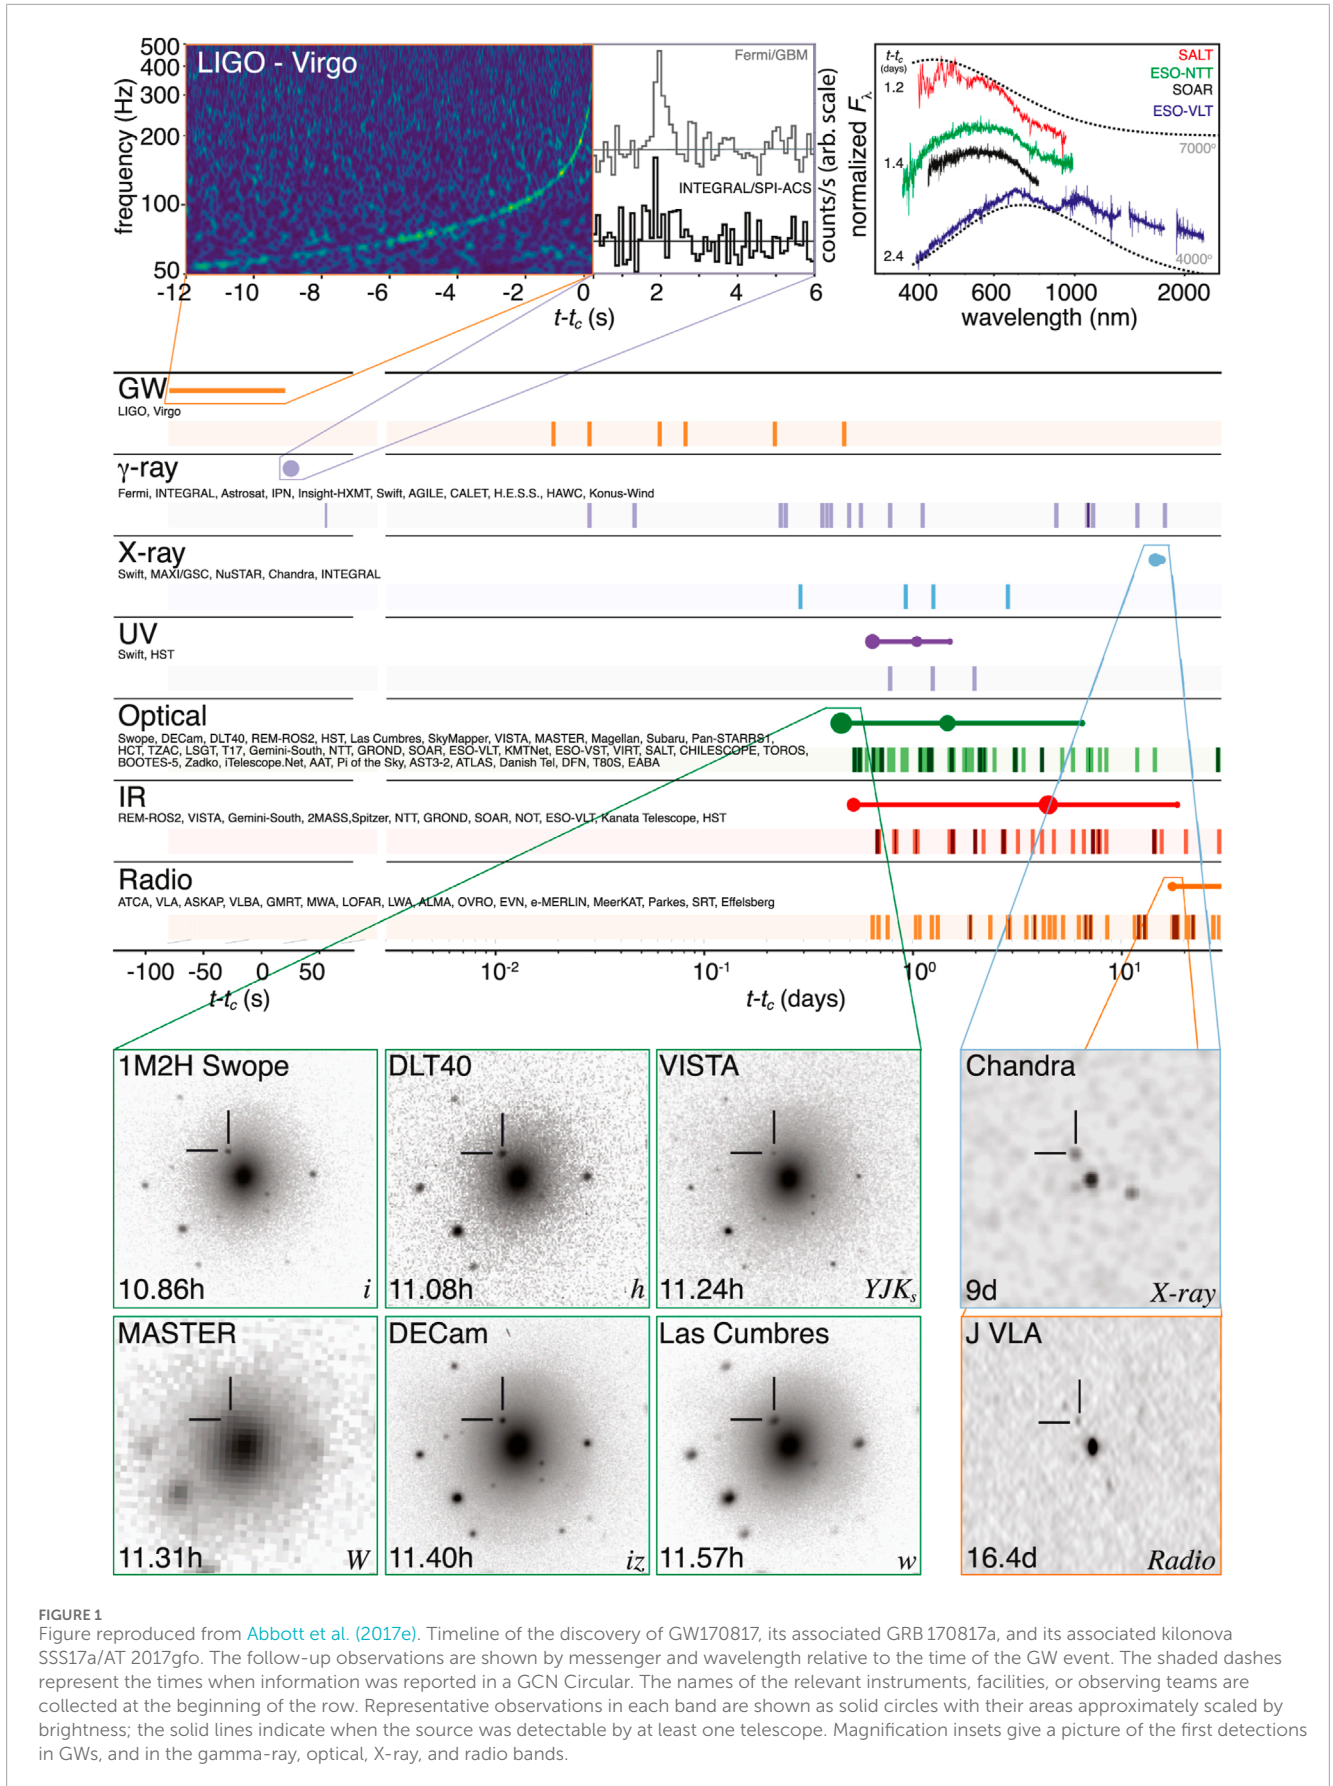 LIGO - Virgo
frequency (Hz)
500
400
300
200
100
50
-12 -10 -8 -6 -4 -2 0 2 4 6
t-tc (s)
Fermi/GBM
INTEGRAL/SPI-ACS
counts/s (arb. scale)
normalized Fλ
t-tc
(days)
1.2
1.4
2.4
SALT
ESO-NTT
SOAR
ESO-VLT
7000°
4000°
400 600 1000 2000
wavelength (nm)
GW
LIGO, Virgo
γ-ray
Fermi, INTEGRAL, Astrosat, IPN, Insight-HXMT, Swift, AGILE, CALET, H.E.S.S., HAWC, Konus-Wind
X-ray
Swift, MAXI/GSC, NuSTAR, Chandra, INTEGRAL
UV
Swift, HST
Optical
Swope, DECam, DLT40, REM-ROS2, HST, Las Cumbres, SkyMapper, VISTA, MASTER, Magellan, Subaru, Pan-STARRS1,
HCT, TZAC, LSGT, T17, Gemini-South, NTT, GROND, SOAR, ESO-VLT, KMTNet, ESO-VST, VIRT, SALT, CHILESCOPE, TOROS,
BOOTES-5, Zadko, iTelescope.Net, AAT, Pi of the Sky, AST3-2, ATLAS, Danish Tel, DFN, T80S, EABA
IR
REM-ROS2, VISTA, Gemini-South, 2MASS,Spitzer, NTT, GROND, SOAR, NOT, ESO-VLT, Kanata Telescope, HST
Radio
ATCA, VLA, ASKAP, VLBA, GMRT, MWA, LOFAR, LWA, ALMA, OVRO, EVN, e-MERLIN, MeerKAT, Parkes, SRT, Effelsberg
-100 -50 0 50 10-2 10-1 100 101
t-tc (s) t-tc (days)
1M2H Swope
10.86h i
DLT40
11.08h h
VISTA
11.24h YJKs
Chandra
9d X-ray
MASTER
11.31h W
DECam
11.40h iz
Las Cumbres
11.57h w
J VLA
16.4d Radio
FIGURE 1
Figure reproduced from Abbott et al. (2017e). Timeline of the discovery of GW170817, its associated GRB 170817a, and its associated kilonova
SSS17a/AT 2017gfo. The follow-up observations are shown by messenger and wavelength relative to the time of the GW event. The shaded dashes
represent the times when information was reported in a GCN Circular. The names of the relevant instruments, facilities, or observing teams are
collected at the beginning of the row. Representative observations in each band are shown as solid circles with their areas approximately scaled by
brightness; the solid lines indicate when the source was detectable by at least one telescope. Magnification insets give a picture of the first detections
in GWs, and in the gamma-ray, optical, X-ray, and radio bands.